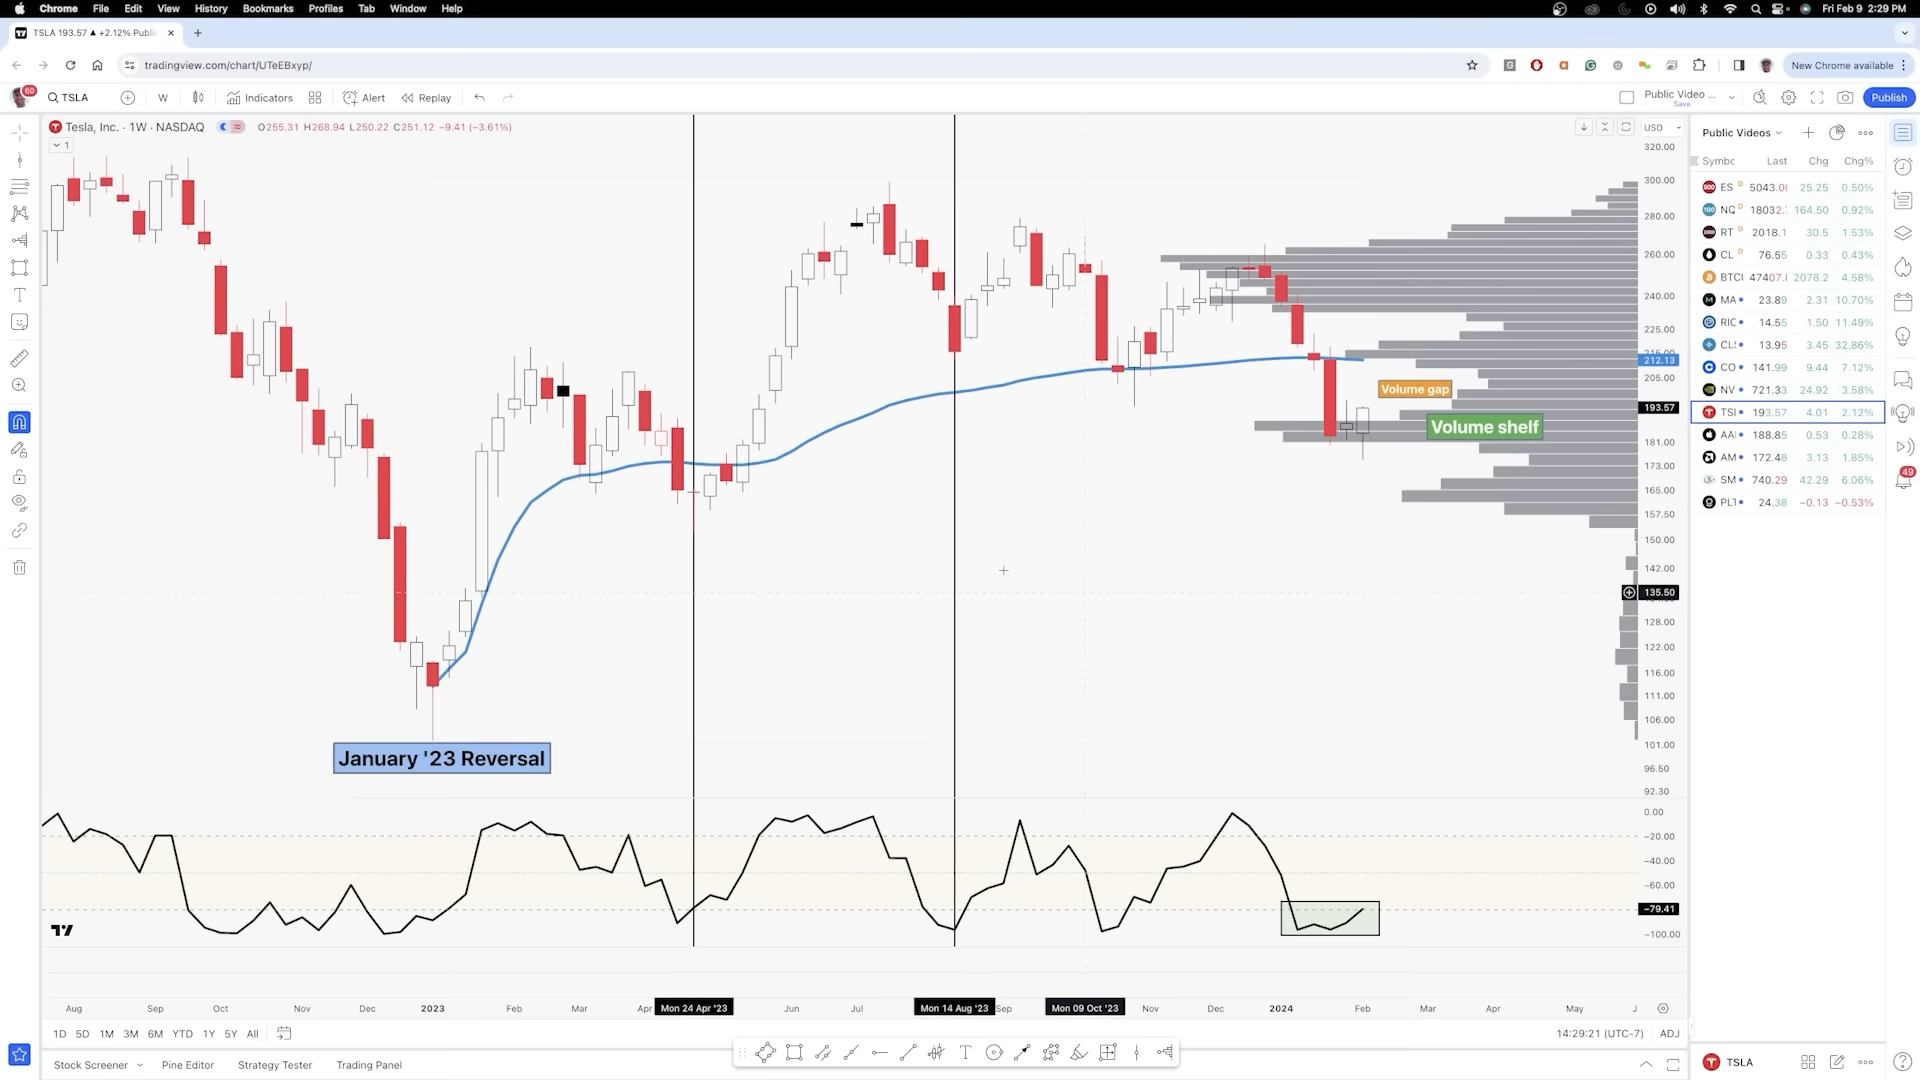 Chrome File Edit View History Bookmarks Profiles Tab Window Help Fri Feb 9 2:29 PM
TSLA 193.57 ▲ +2.12% Publi
tradingview.com/chart/UTeEBxyp/
New Chrome available
60
TSLA W Indicators Alert Replay Public Video ... Save Publish
Tesla, Inc. · 1W · NASDAQ O255.31 H268.94 L250.22 C251.12 −9.41 (−3.61%)
1
USD
320.00
300.00
280.00
260.00
240.00
225.00
212.13
205.00
193.57
181.00
173.00
165.00
157.50
150.00
142.00
135.50
128.00
122.00
116.00
111.00
106.00
101.00
96.50
92.30
Volume gap
Volume shelf
January '23 Reversal
0.00
−20.00
−40.00
−60.00
−79.41
−100.00
Aug Sep Oct Nov Dec 2023 Feb Mar Apr Mon 24 Apr '23 Jun Jul Mon 14 Aug '23 Sep Mon 09 Oct '23 Nov Dec 2024 Feb Mar Apr May J
1D 5D 1M 3M 6M YTD 1Y 5Y All 14:29:21 (UTC-7) ADJ
Stock Screener Pine Editor Strategy Tester Trading Panel
Public Videos
Symbc Last Chg Chg%
ES D 5043.0 25.25 0.50%
NQ D 18032. 164.50 0.92%
RT D 2018.1 30.5 1.53%
CL D 76.55 0.33 0.43%
BTC 47407. 2078.2 4.58%
MA 23.89 2.31 10.70%
RIC 14.55 1.50 11.49%
CL 13.95 3.45 32.86%
CO 141.99 9.44 7.12%
NV 721.33 24.92 3.58%
TSI 193.57 4.01 2.12%
AA 188.85 0.53 0.28%
AM 172.48 3.13 1.85%
SM 740.29 42.29 6.06%
PL 24.38 −0.13 −0.53%
49
TSLA